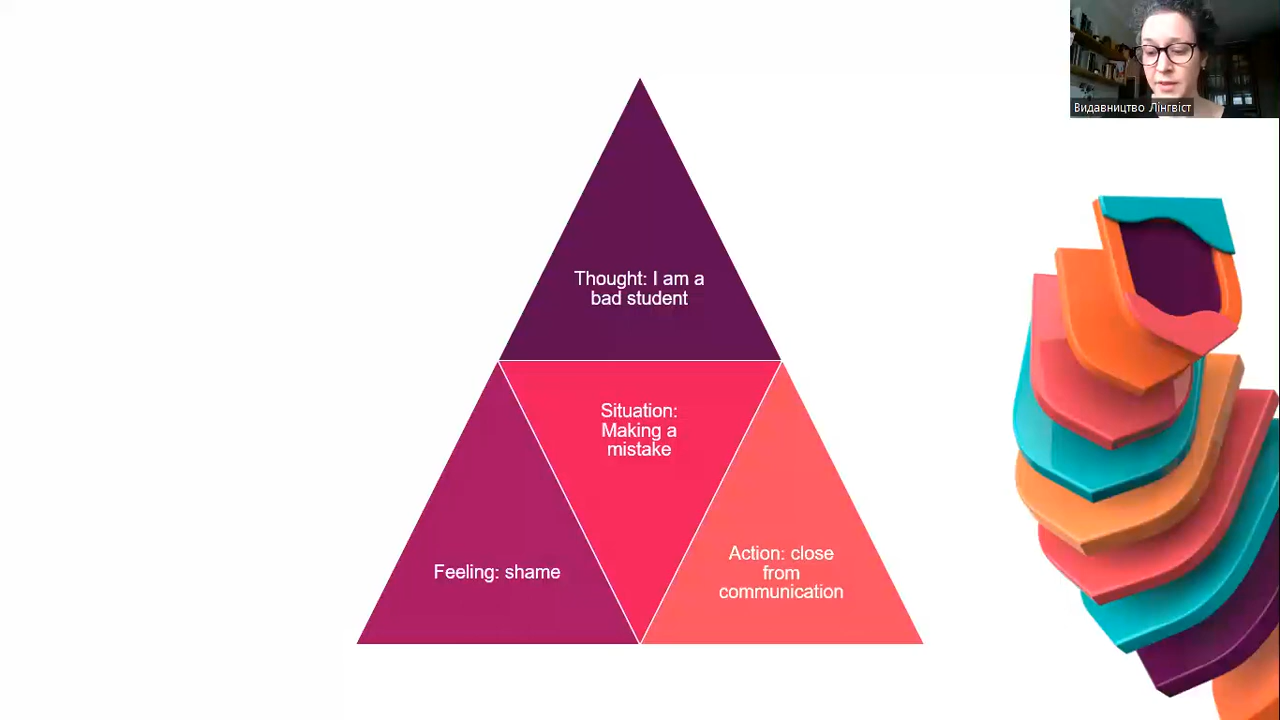 Видавництво Лінгвіст
Thought: I am a
bad student
Situation:
Making a
mistake
Feeling: shame
Action: close
from
communication